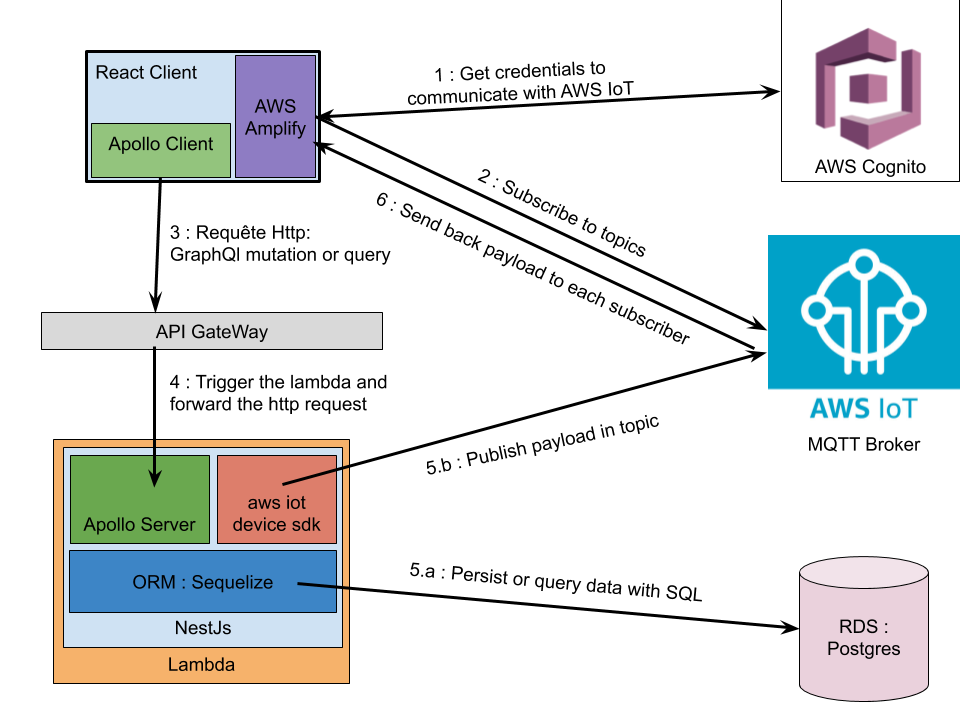 React Client
AWS
Amplify
Apollo Client
1 : Get credentials to
communicate with AWS IoT
AWS Cognito
2 : Subscribe to topics
6 : Send back payload to each subscriber
3 : Requête Http:
GraphQl mutation or query
API GateWay
AWS IoT
MQTT Broker
4 : Trigger the lambda and
forward the http request
5.b : Publish payload in topic
Apollo Server
aws iot
device sdk
ORM : Sequelize
NestJs
Lambda
5.a : Persist or query data with SQL
RDS :
Postgres